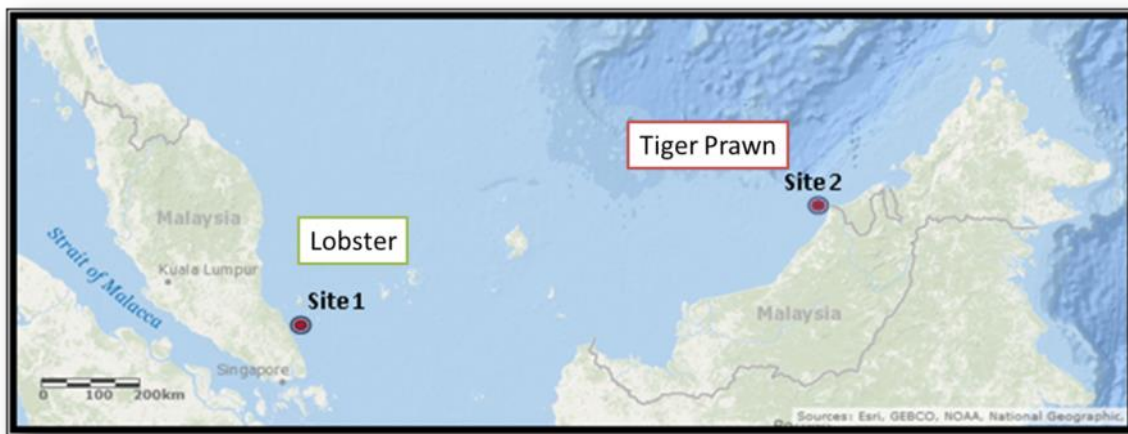 Tiger Prawn
Site 2
Malaysia
Lobster
Strait of Malacca
Kuala Lumpur
Site 1
Malaysia
Singapore
0 100 200km
Sources: Esri, GEBCO, NOAA, National Geographic,